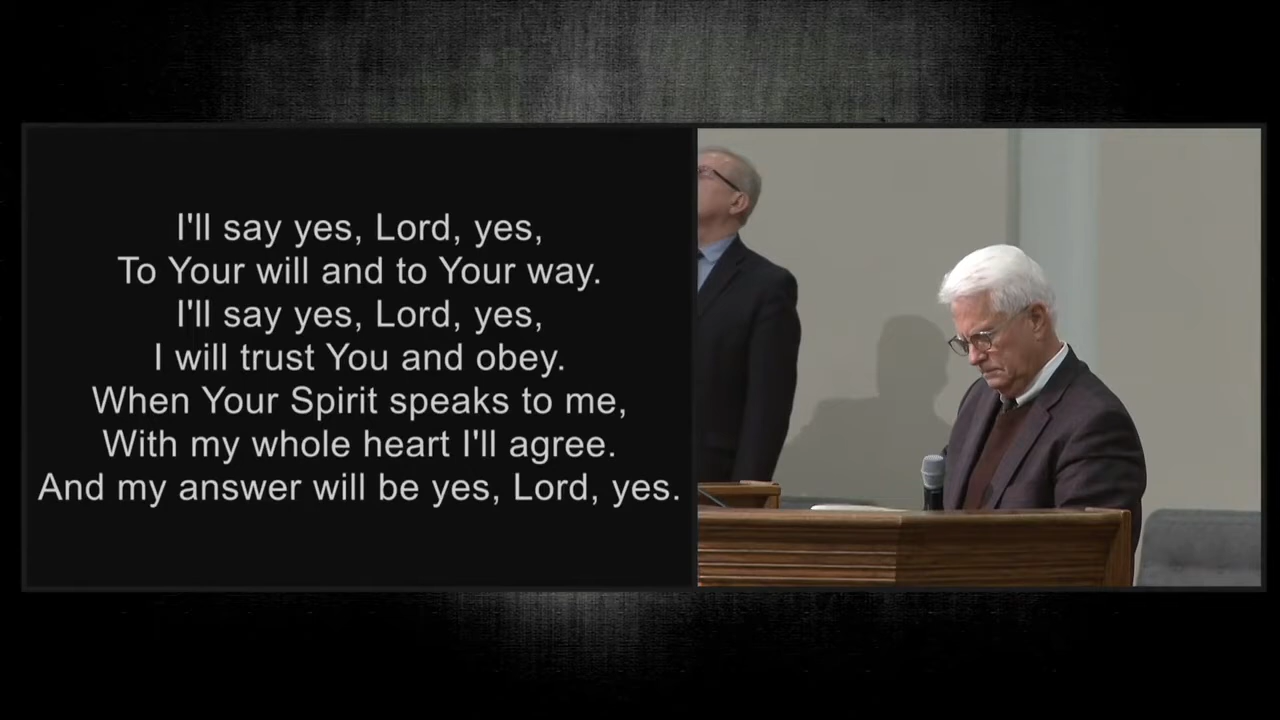 I'll say yes, Lord, yes,
To Your will and to Your way.
I'll say yes, Lord, yes,
I will trust You and obey.
When Your Spirit speaks to me,
With my whole heart I'll agree.
And my answer will be yes, Lord, yes.